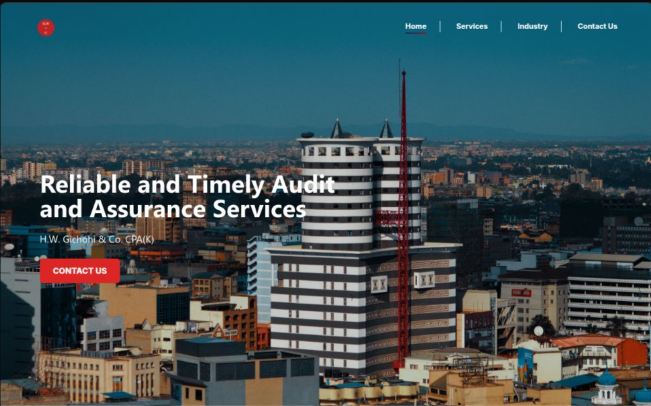 Home
Services
Industry
Contact Us
Reliable and Timely Audit
and Assurance Services
H.W. Gichohi & Co. CPA(K)
CONTACT US